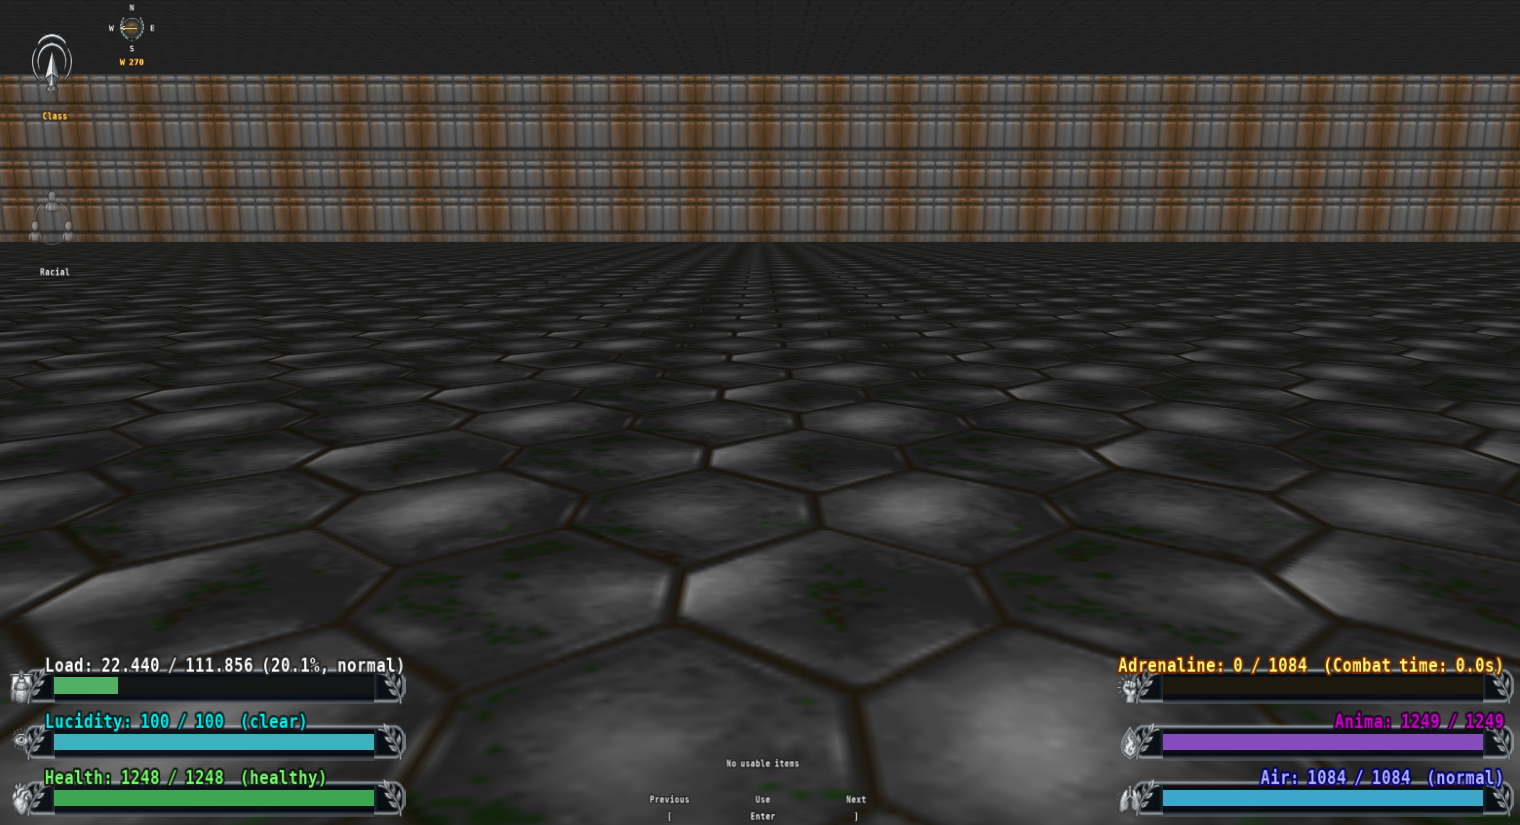 N
W E
S
W 270
Class
Racial
Load: 22.440 / 111.856 (20.1%, normal)
Lucidity: 100 / 100 (clear)
Health: 1248 / 1248 (healthy)
Adrenaline: 0 / 1084 (Combat time: 0.0s)
Anima: 1249 / 1249
Air: 1084 / 1084 (normal)
No usable items
Previous Use Next
[ Enter ]